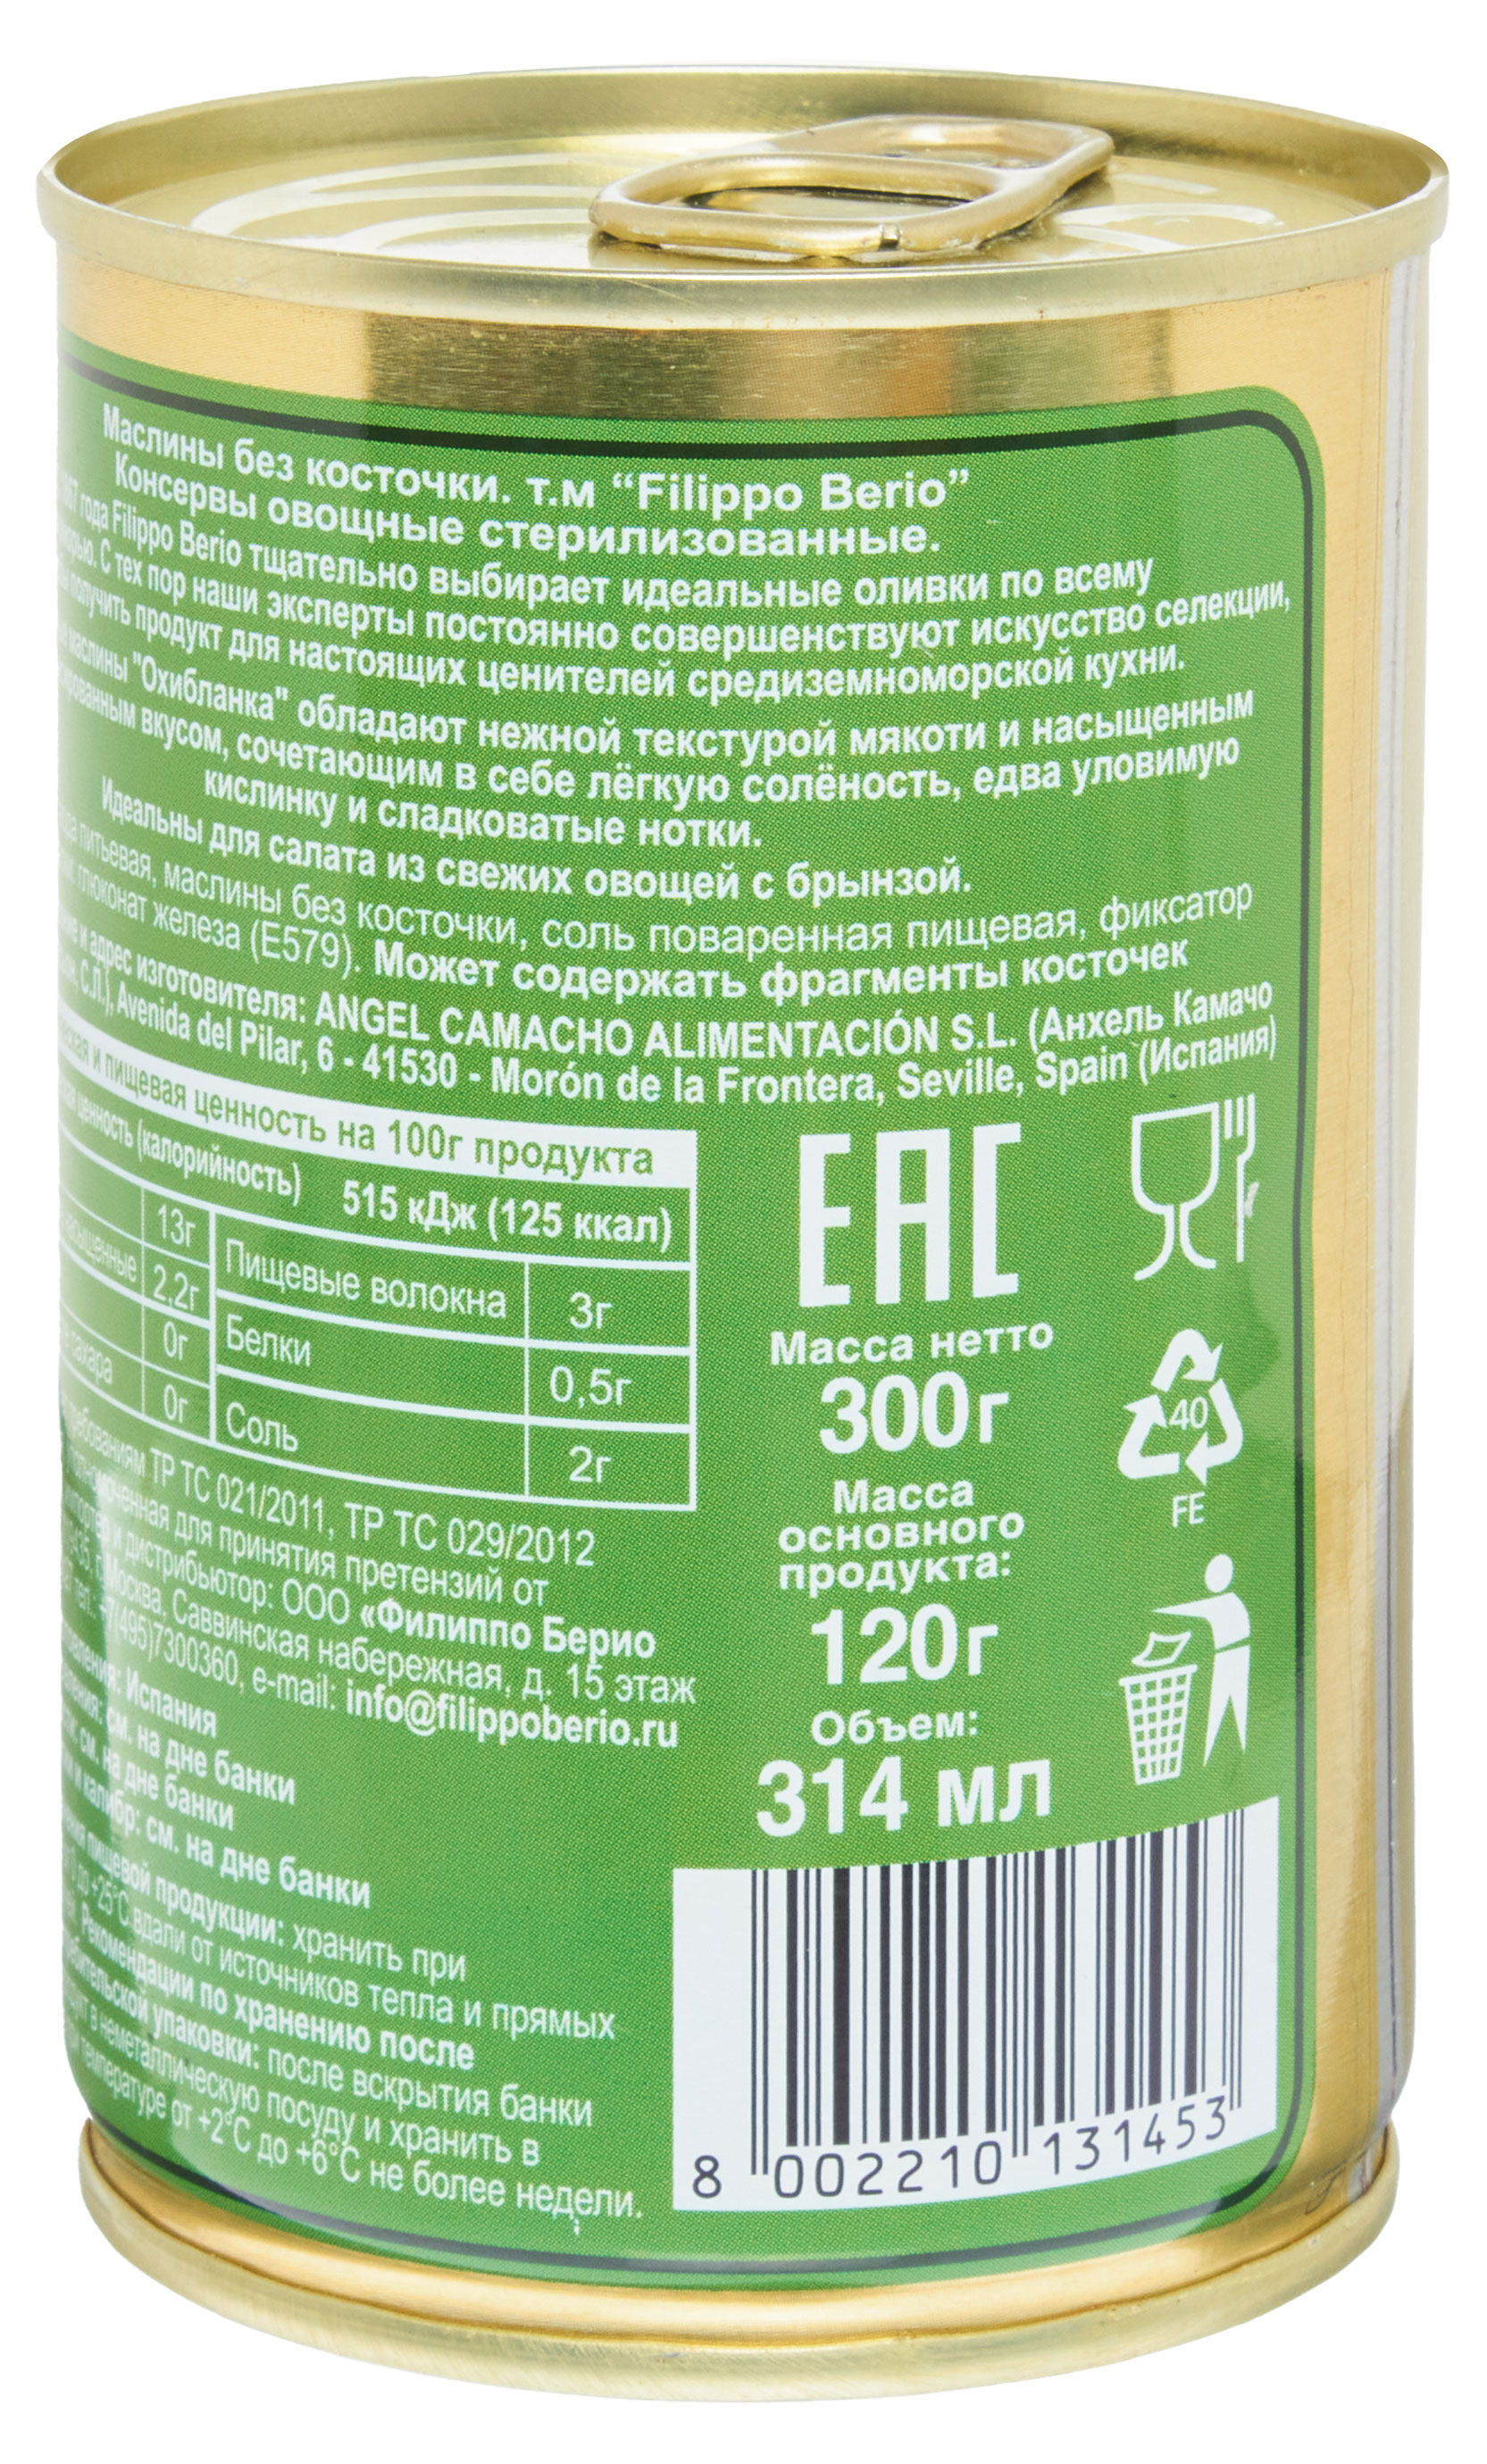 Маслины без косточки. т.м “Filippo Berio”
Консервы овощные стерилизованные.
года Filippo Berio тщательно выбирает идеальные оливки по всему
С тех пор наши эксперты постоянно совершенствуют искусство селекции,
получить продукт для настоящих ценителей средиземноморской кухни.
маслины "Охибланка" обладают нежной текстурой мякоти и насыщенным
вкусом, сочетающим в себе лёгкую солёность, едва уловимую
кислинку и сладковатые нотки.
Идеальны для салата из свежих овощей с брынзой.
питьевая, маслины без косточки, соль поваренная пищевая, фиксатор
глюконат железа (Е579). Может содержать фрагменты косточек
и адрес изготовителя: ANGEL CAMACHO ALIMENTACIÓN S.L. (Анхель Камачо
С.Л.), Avenida del Pilar, 6 - 41530 - Morón de la Frontera, Seville, Spain (Испания)
и пищевая ценность на 100г продукта
ценность (калорийность) 515 кДж (125 ккал)
13г
2,2г
0г
сахара 0г
Пищевые волокна 3г
Белки 0,5г
Соль 2г
требованиям ТР ТС 021/2011, ТР ТС 029/2012
для принятия претензий от
и дистрибьютор: ООО «Филиппо Берио
Москва, Саввинская набережная, д. 15 этаж
тел.: +7(495)7300360, e-mail: info@filippoberio.ru
Испания
см. на дне банки
см. на дне банки
и калибр: см. на дне банки
пищевой продукции: хранить при
до +25°С вдали от источников тепла и прямых
Рекомендации по хранению после
упаковки: после вскрытия банки
в неметаллическую посуду и хранить в
температуре от +2°С до +6°С не более недели.
ЕАС
Масса нетто
300г
Масса
основного
продукта:
120г
Объем:
314 мл
40
FE
8 002210 131453